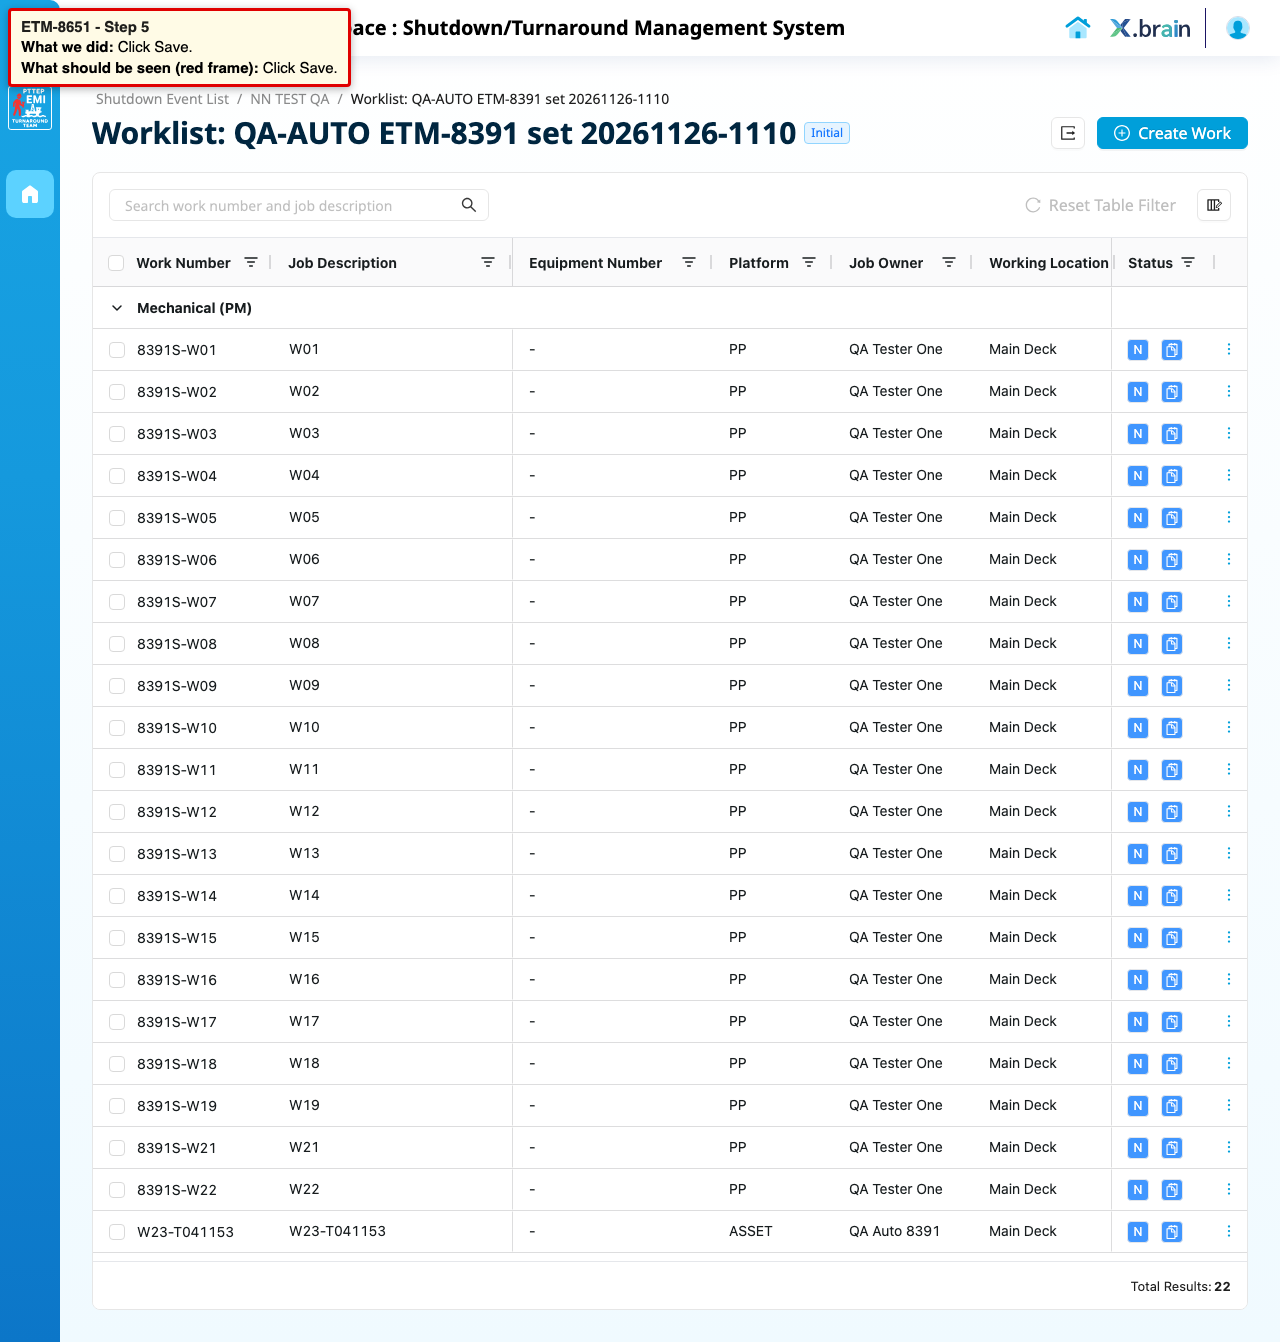 ETM-8651 - Step 5
What we did: Click Save.
What should be seen (red frame): Click Save.
ace : Shutdown/Turnaround Management System
X.brain
PTTEP
EMI
TURNAROUND
TEAM
Shutdown Event List / NN TEST QA / Worklist: QA-AUTO ETM-8391 set 20261126-1110
Worklist: QA-AUTO ETM-8391 set 20261126-1110 Initial
Create Work
Search work number and job description
Reset Table Filter
Work Number Job Description Equipment Number Platform Job Owner Working Location Status
Mechanical (PM)
8391S-W01 W01 - PP QA Tester One Main Deck N
8391S-W02 W02 - PP QA Tester One Main Deck N
8391S-W03 W03 - PP QA Tester One Main Deck N
8391S-W04 W04 - PP QA Tester One Main Deck N
8391S-W05 W05 - PP QA Tester One Main Deck N
8391S-W06 W06 - PP QA Tester One Main Deck N
8391S-W07 W07 - PP QA Tester One Main Deck N
8391S-W08 W08 - PP QA Tester One Main Deck N
8391S-W09 W09 - PP QA Tester One Main Deck N
8391S-W10 W10 - PP QA Tester One Main Deck N
8391S-W11 W11 - PP QA Tester One Main Deck N
8391S-W12 W12 - PP QA Tester One Main Deck N
8391S-W13 W13 - PP QA Tester One Main Deck N
8391S-W14 W14 - PP QA Tester One Main Deck N
8391S-W15 W15 - PP QA Tester One Main Deck N
8391S-W16 W16 - PP QA Tester One Main Deck N
8391S-W17 W17 - PP QA Tester One Main Deck N
8391S-W18 W18 - PP QA Tester One Main Deck N
8391S-W19 W19 - PP QA Tester One Main Deck N
8391S-W21 W21 - PP QA Tester One Main Deck N
8391S-W22 W22 - PP QA Tester One Main Deck N
W23-T041153 W23-T041153 - ASSET QA Auto 8391 Main Deck N
Total Results: 22